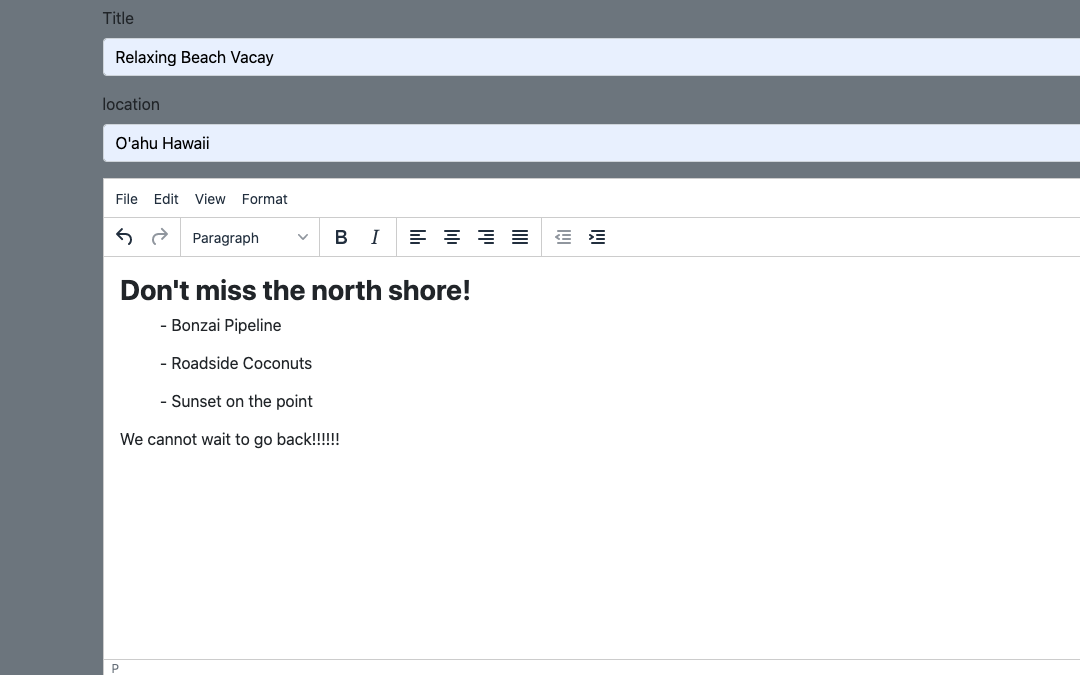 Title
Relaxing Beach Vacay
location
O'ahu Hawaii
File Edit View Format
Paragraph B I
Don't miss the north shore!
- Bonzai Pipeline
- Roadside Coconuts
- Sunset on the point
We cannot wait to go back!!!!!!
P